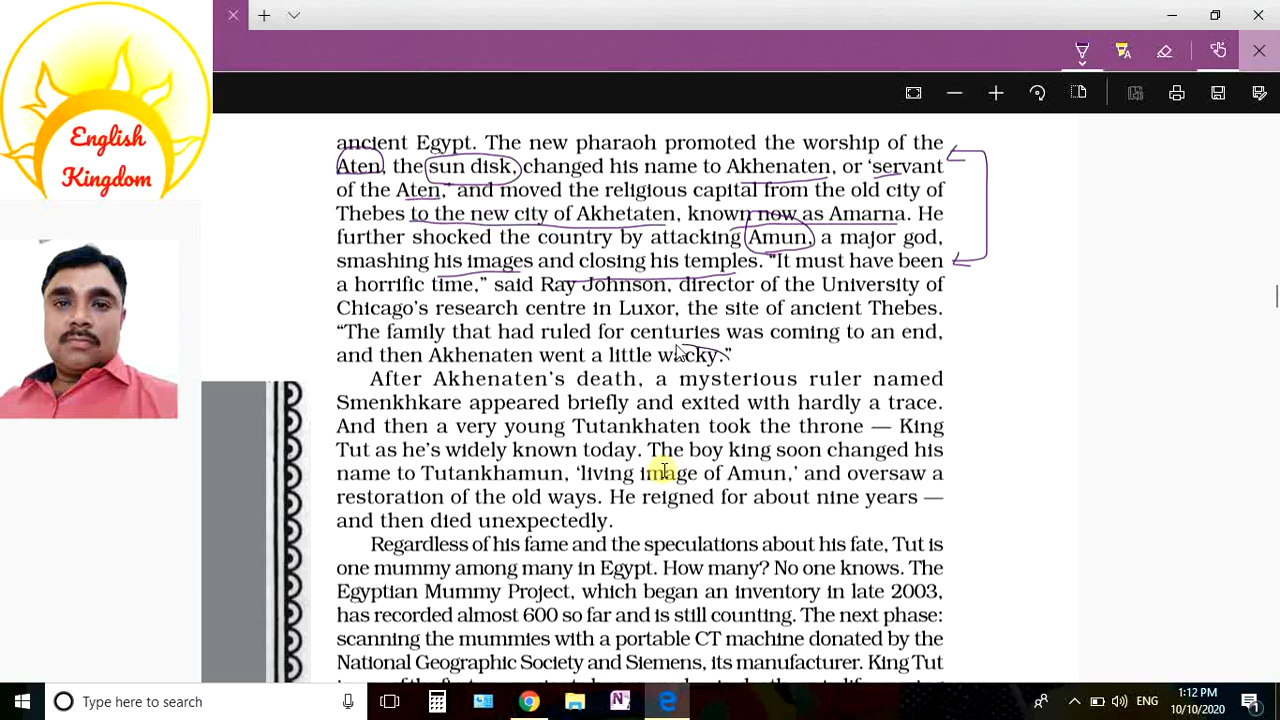 English
Kingdom
ancient Egypt. The new pharaoh promoted the worship of the
Aten, the sun disk, changed his name to Akhenaten, or ‘servant
of the Aten,’ and moved the religious capital from the old city of
Thebes to the new city of Akhetaten, known now as Amarna. He
further shocked the country by attacking Amun, a major god,
smashing his images and closing his temples. “It must have been
a horrific time,” said Ray Johnson, director of the University of
Chicago’s research centre in Luxor, the site of ancient Thebes.
“The family that had ruled for centuries was coming to an end,
and then Akhenaten went a little wacky.”
After Akhenaten’s death, a mysterious ruler named
Smenkhkare appeared briefly and exited with hardly a trace.
And then a very young Tutankhaten took the throne — King
Tut as he’s widely known today. The boy king soon changed his
name to Tutankhamun, ‘living image of Amun,’ and oversaw a
restoration of the old ways. He reigned for about nine years —
and then died unexpectedly.
Regardless of his fame and the speculations about his fate, Tut is
one mummy among many in Egypt. How many? No one knows. The
Egyptian Mummy Project, which began an inventory in late 2003,
has recorded almost 600 so far and is still counting. The next phase:
scanning the mummies with a portable CT machine donated by the
National Geographic Society and Siemens, its manufacturer. King Tut
Type here to search
ENG
1:12 PM
10/10/2020